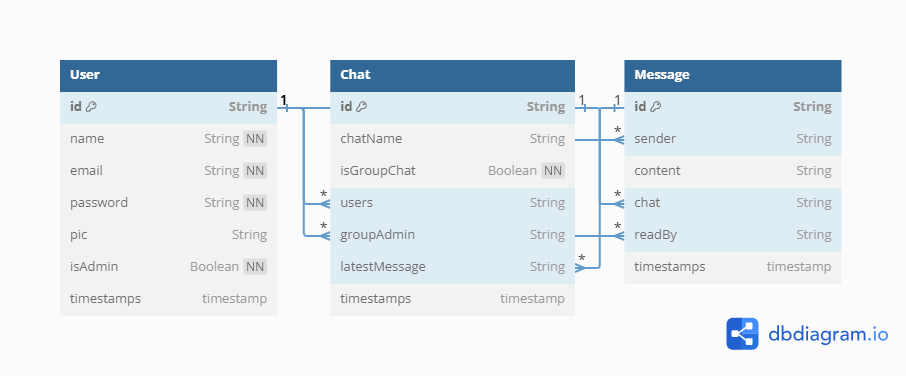 User
id String
name String NN
email String NN
password String NN
pic String
isAdmin Boolean NN
timestamps timestamp
1
*
*
Chat
id String
chatName String
isGroupChat Boolean NN
users String
groupAdmin String
latestMessage String
timestamps timestamp
1
1
*
*
*
*
Message
id String
sender String
content String
chat String
readBy String
timestamps timestamp
dbdiagram.io